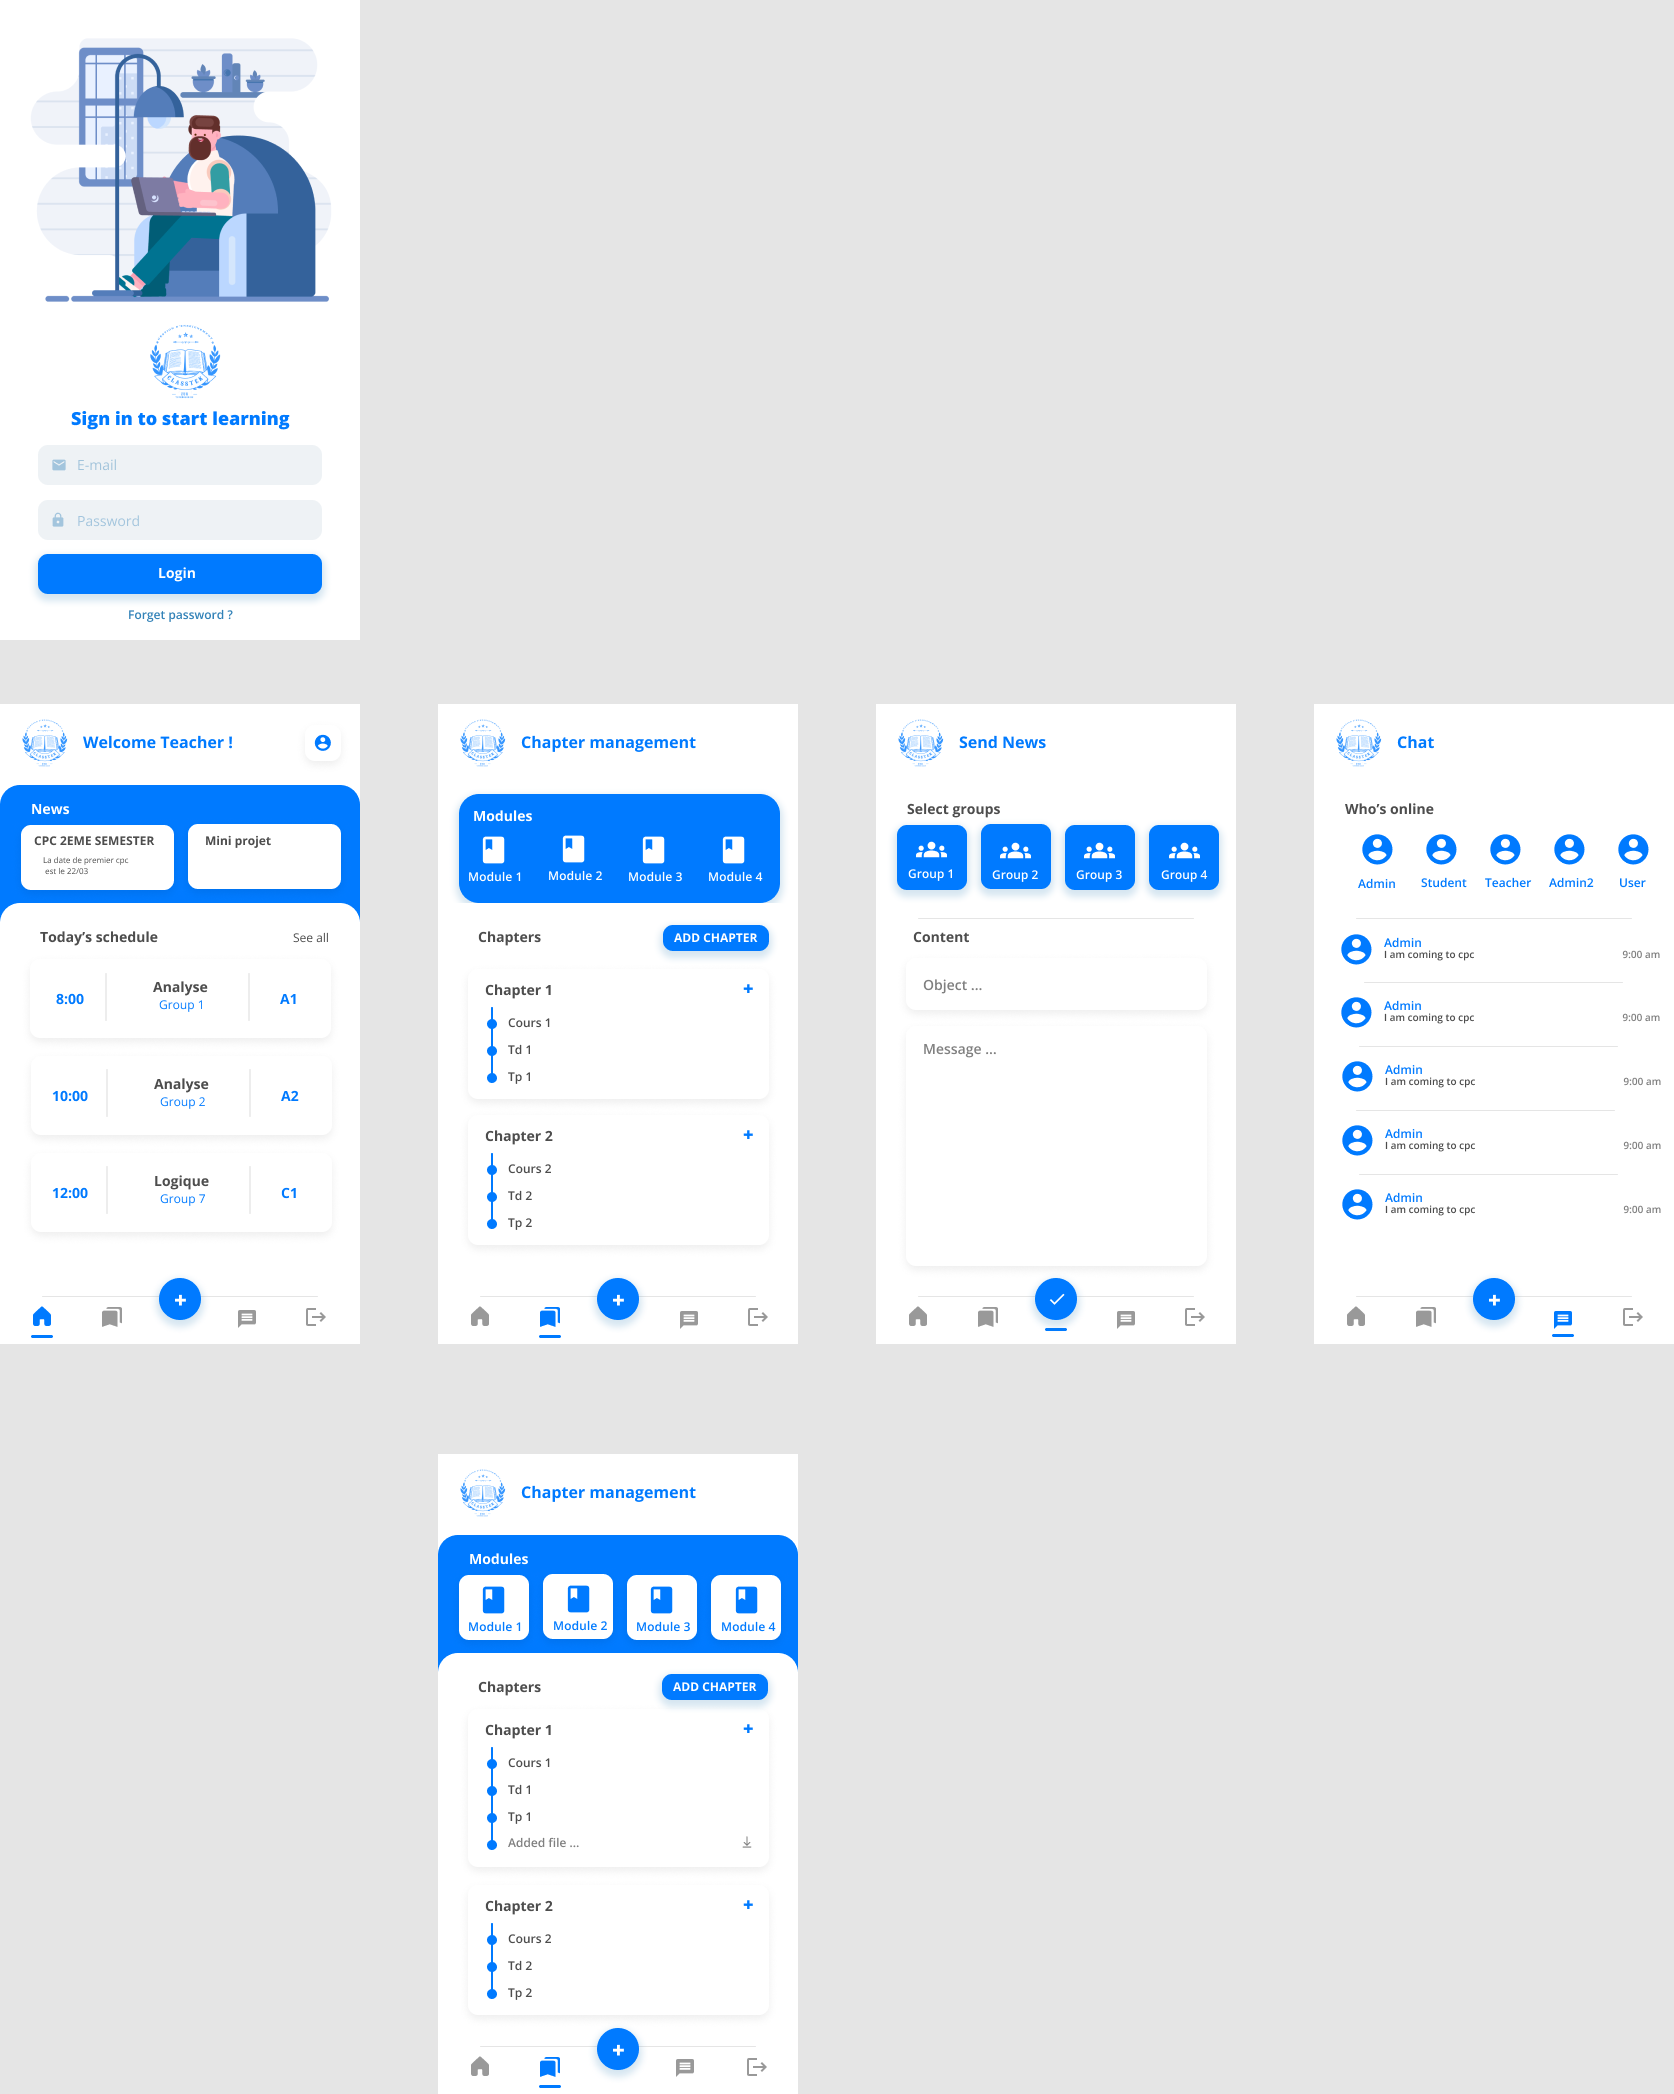 CLASSTER
Sign in to start learning
E-mail
Password
Login
Forget password ?
Welcome Teacher !
News
CPC 2EME SEMESTER
La date de premier cpc
est le 22/03
Mini projet
Today's schedule
See all
8:00
Analyse
Group 1
A1
10:00
Analyse
Group 2
A2
12:00
Logique
Group 7
C1
Chapter management
Modules
Module 1
Module 2
Module 3
Module 4
Chapters
ADD CHAPTER
Chapter 1
Cours 1
Td 1
Tp 1
Chapter 2
Cours 2
Td 2
Tp 2
Send News
Select groups
Group 1
Group 2
Group 3
Group 4
Content
Object ...
Message ...
Chat
Who's online
Admin
Student
Teacher
Admin2
User
Admin
I am coming to cpc
9:00 am
Admin
I am coming to cpc
9:00 am
Admin
I am coming to cpc
9:00 am
Admin
I am coming to cpc
9:00 am
Admin
I am coming to cpc
9:00 am
Chapter management
Modules
Module 1
Module 2
Module 3
Module 4
Chapters
ADD CHAPTER
Chapter 1
Cours 1
Td 1
Tp 1
Added file ...
Chapter 2
Cours 2
Td 2
Tp 2